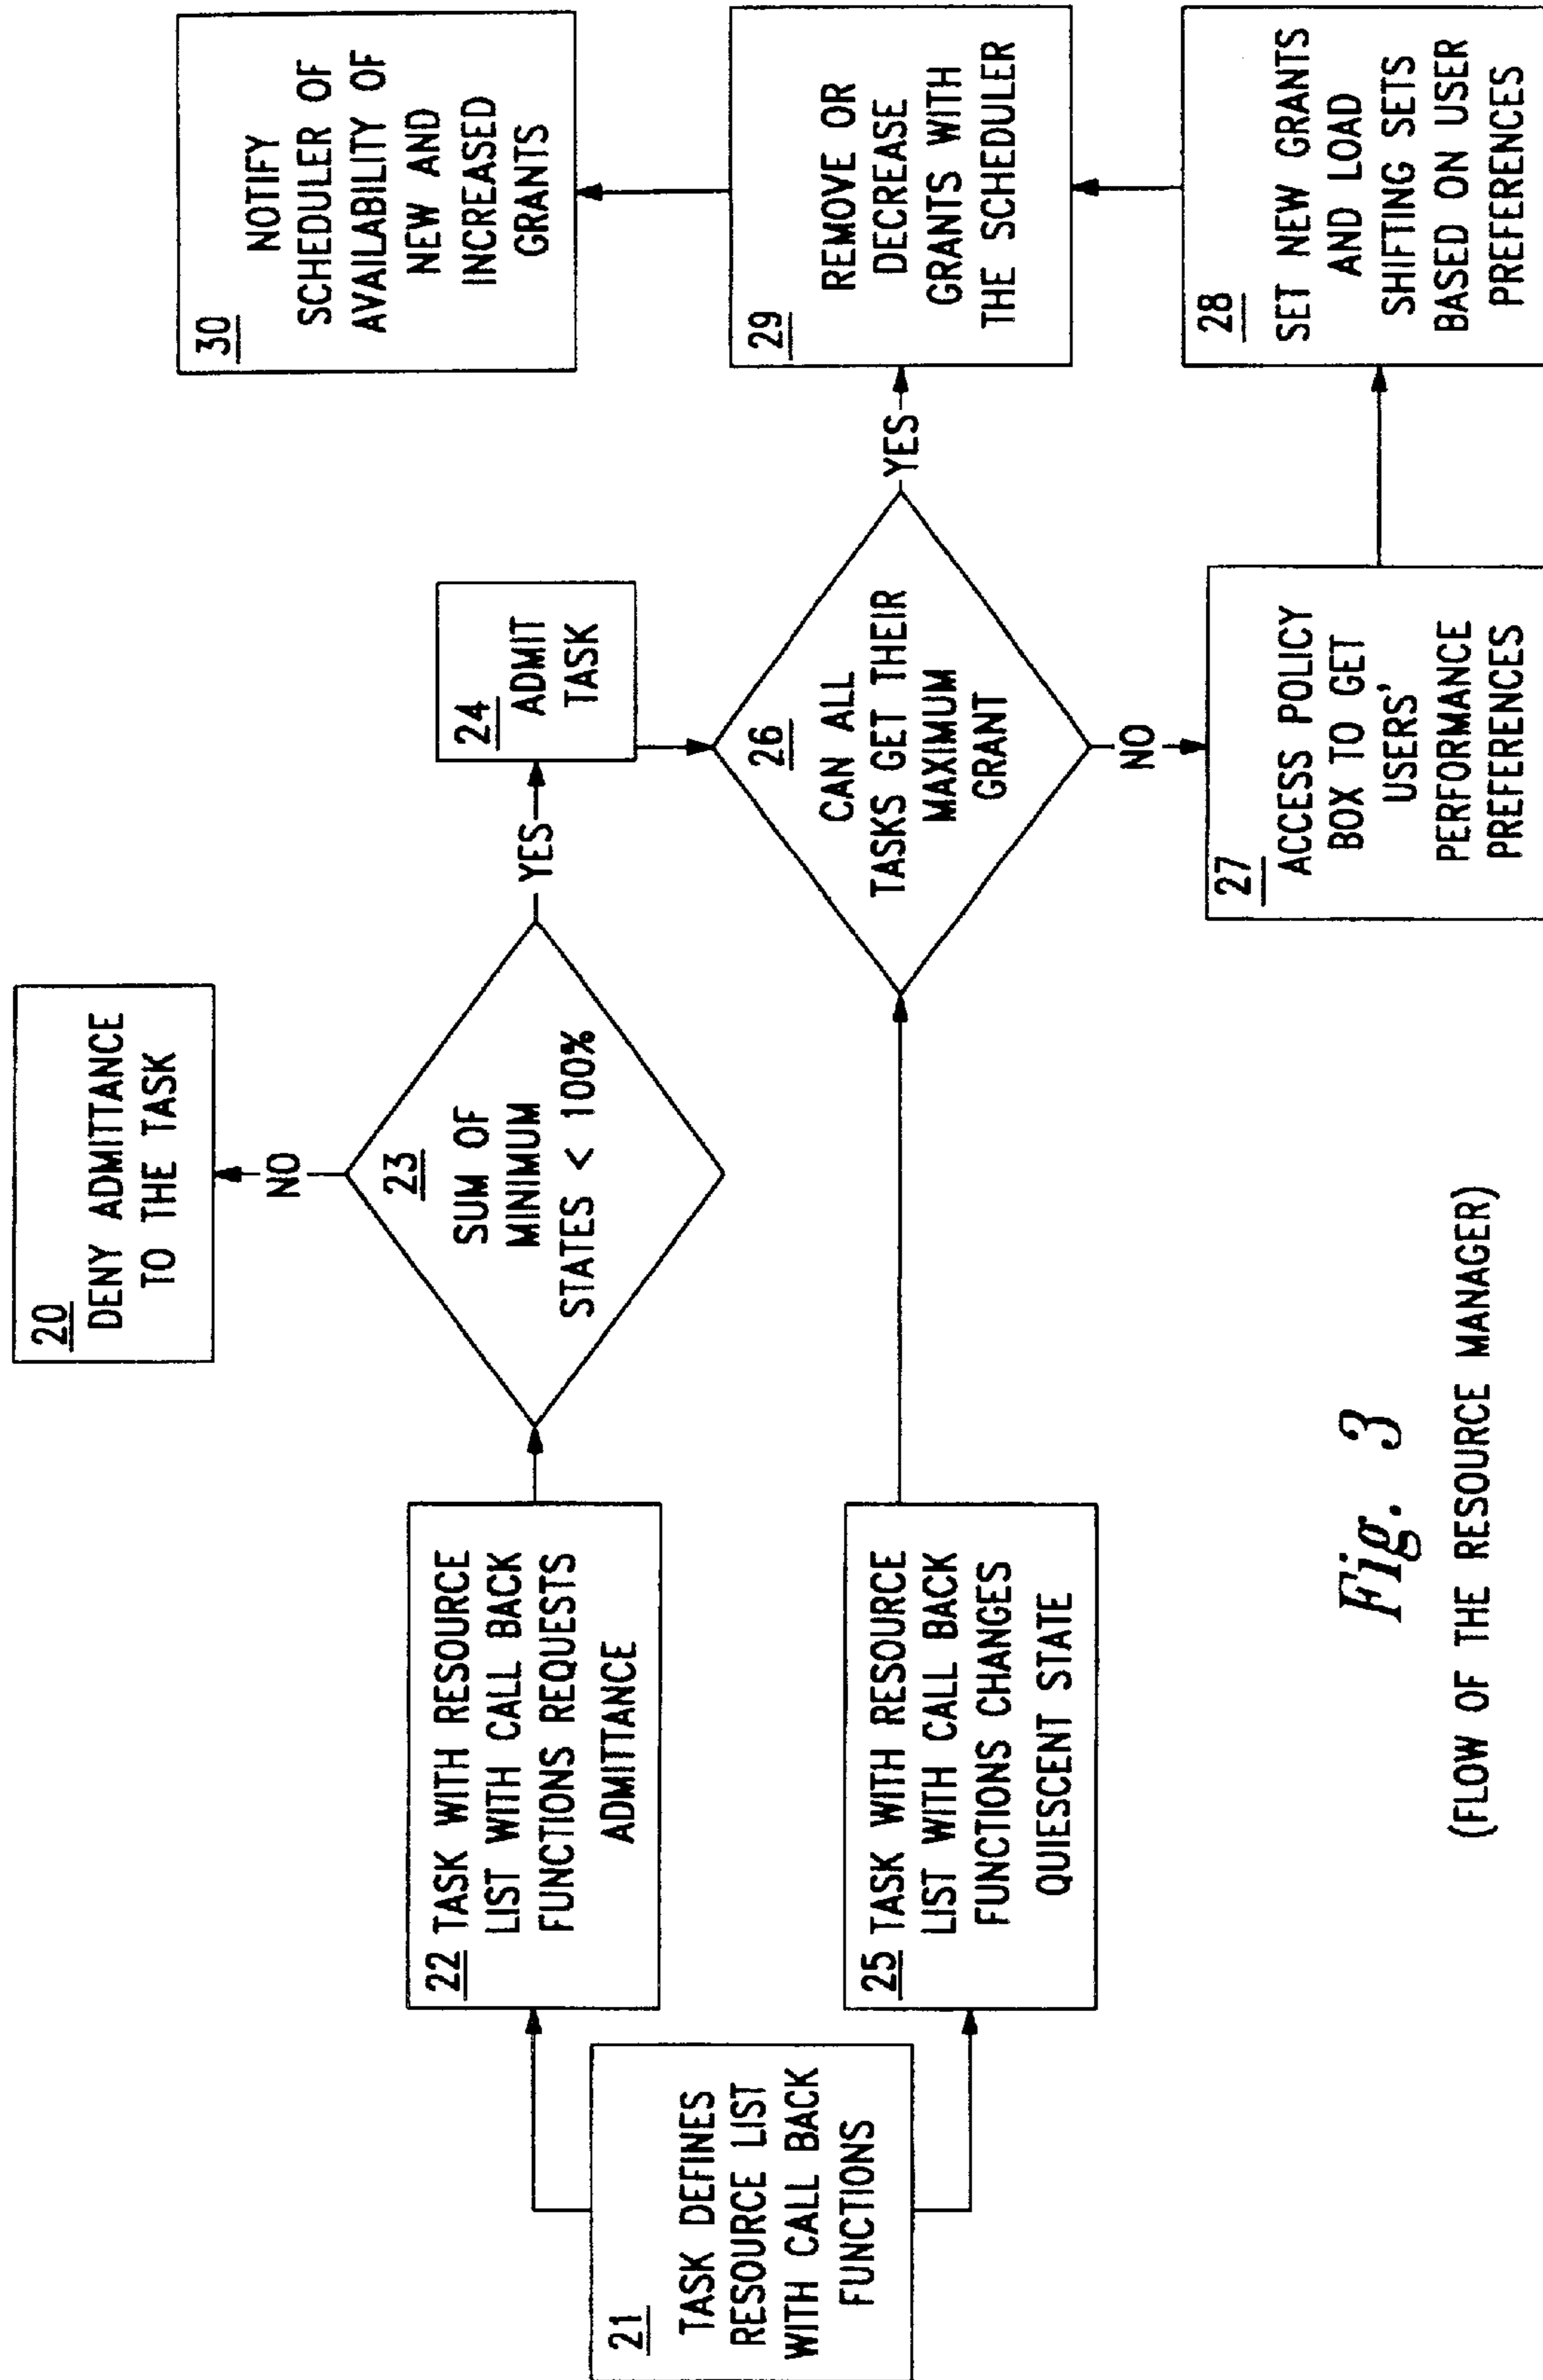 20
DENY ADMITTANCE
TO THE TASK
NO
21
TASK DEFINES
RESOURCE LIST
WITH CALL BACK
FUNCTIONS
22 TASK WITH RESOURCE
LIST WITH CALL BACK
FUNCTIONS REQUESTS
ADMITTANCE
23
SUM OF
MINIMUM
STATES < 100%
YES
24
ADMIT
TASK
25 TASK WITH RESOURCE
LIST WITH CALL BACK
FUNCTIONS CHANGES
QUIESCENT STATE
26
CAN ALL
TASKS GET THEIR
MAXIMUM
GRANT
YES
NO
27
ACCESS POLICY
BOX TO GET
USERS'
PERFORMANCE
PREFERENCES
28
SET NEW GRANTS
AND LOAD
SHIFTING SETS
BASED ON USER
PREFERENCES
29
REMOVE OR
DECREASE
GRANTS WITH
THE SCHEDULER
30
NOTIFY
SCHEDULER OF
AVAILABILITY OF
NEW AND
INCREASED
GRANTS
Fig. 3
(FLOW OF THE RESOURCE MANAGER)